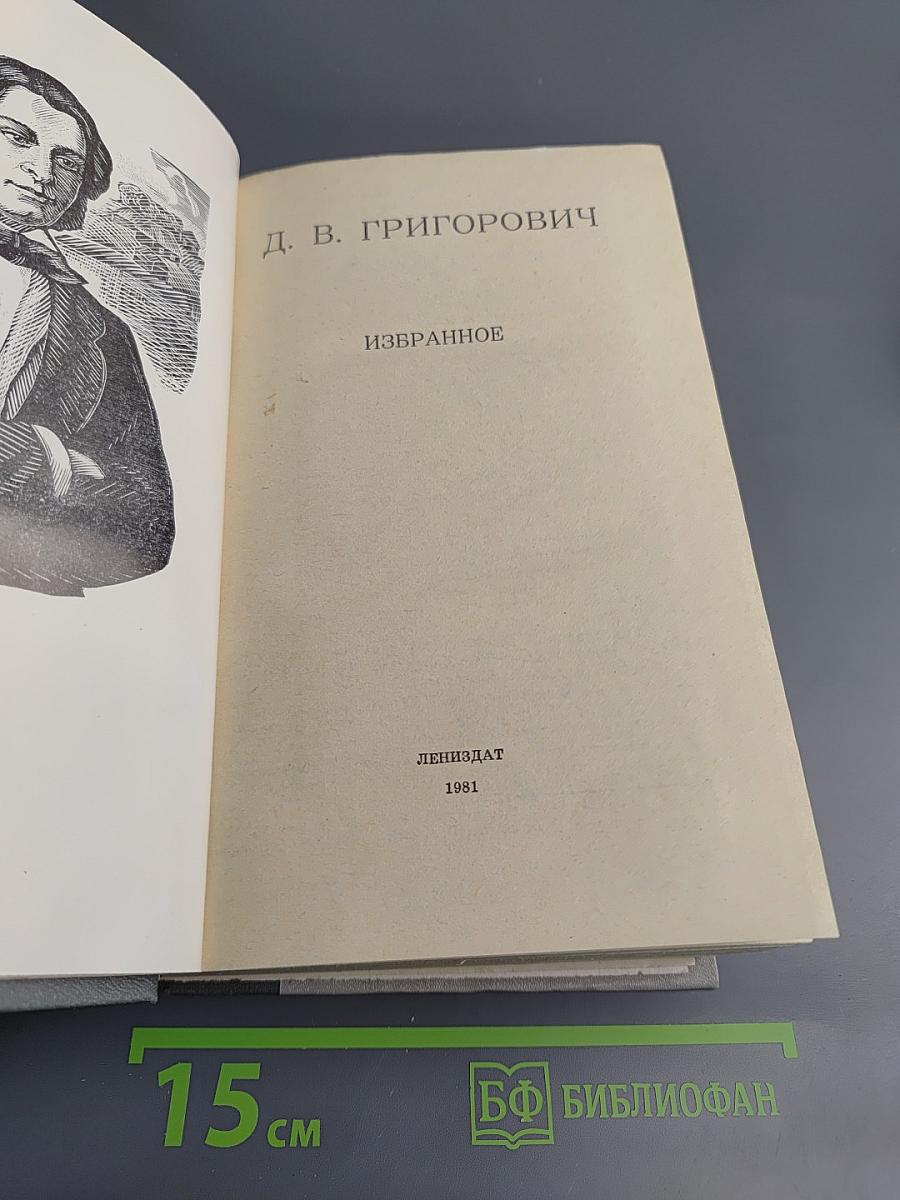 Д. В. ГРИГОРОВИЧ
ИЗБРАННОЕ
ЛЕНИЗДАТ
1981
15 см
БФ БИБЛИОФАН